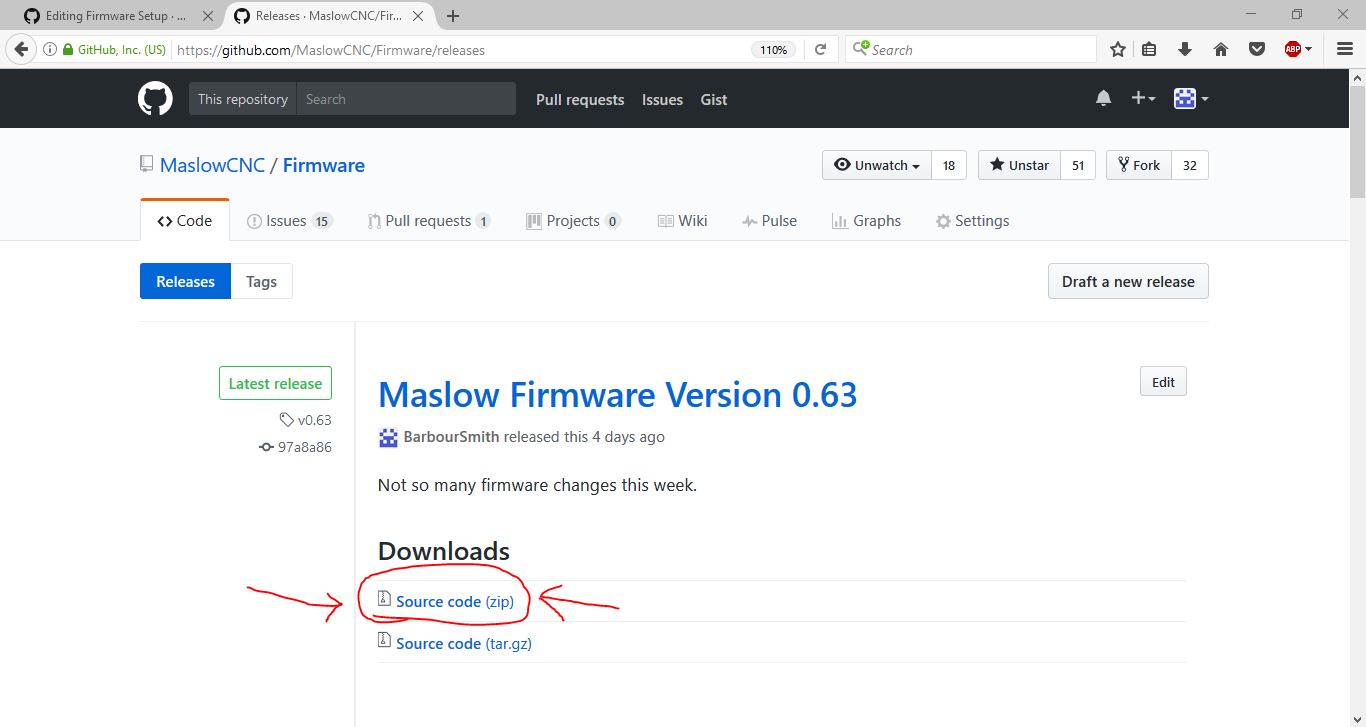 Editing Firmware Setup · ...
Releases · MaslowCNC/Fir...
GitHub, Inc. (US) https://github.com/MaslowCNC/Firmware/releases 110% Search ABP
This repository Search Pull requests Issues Gist
MaslowCNC / Firmware Unwatch 18 Unstar 51 Fork 32
Code Issues 15 Pull requests 1 Projects 0 Wiki Pulse Graphs Settings
Releases Tags Draft a new release
Latest release
v0.63
97a8a86
Maslow Firmware Version 0.63 Edit
BarbourSmith released this 4 days ago
Not so many firmware changes this week.
Downloads
Source code (zip)
Source code (tar.gz)